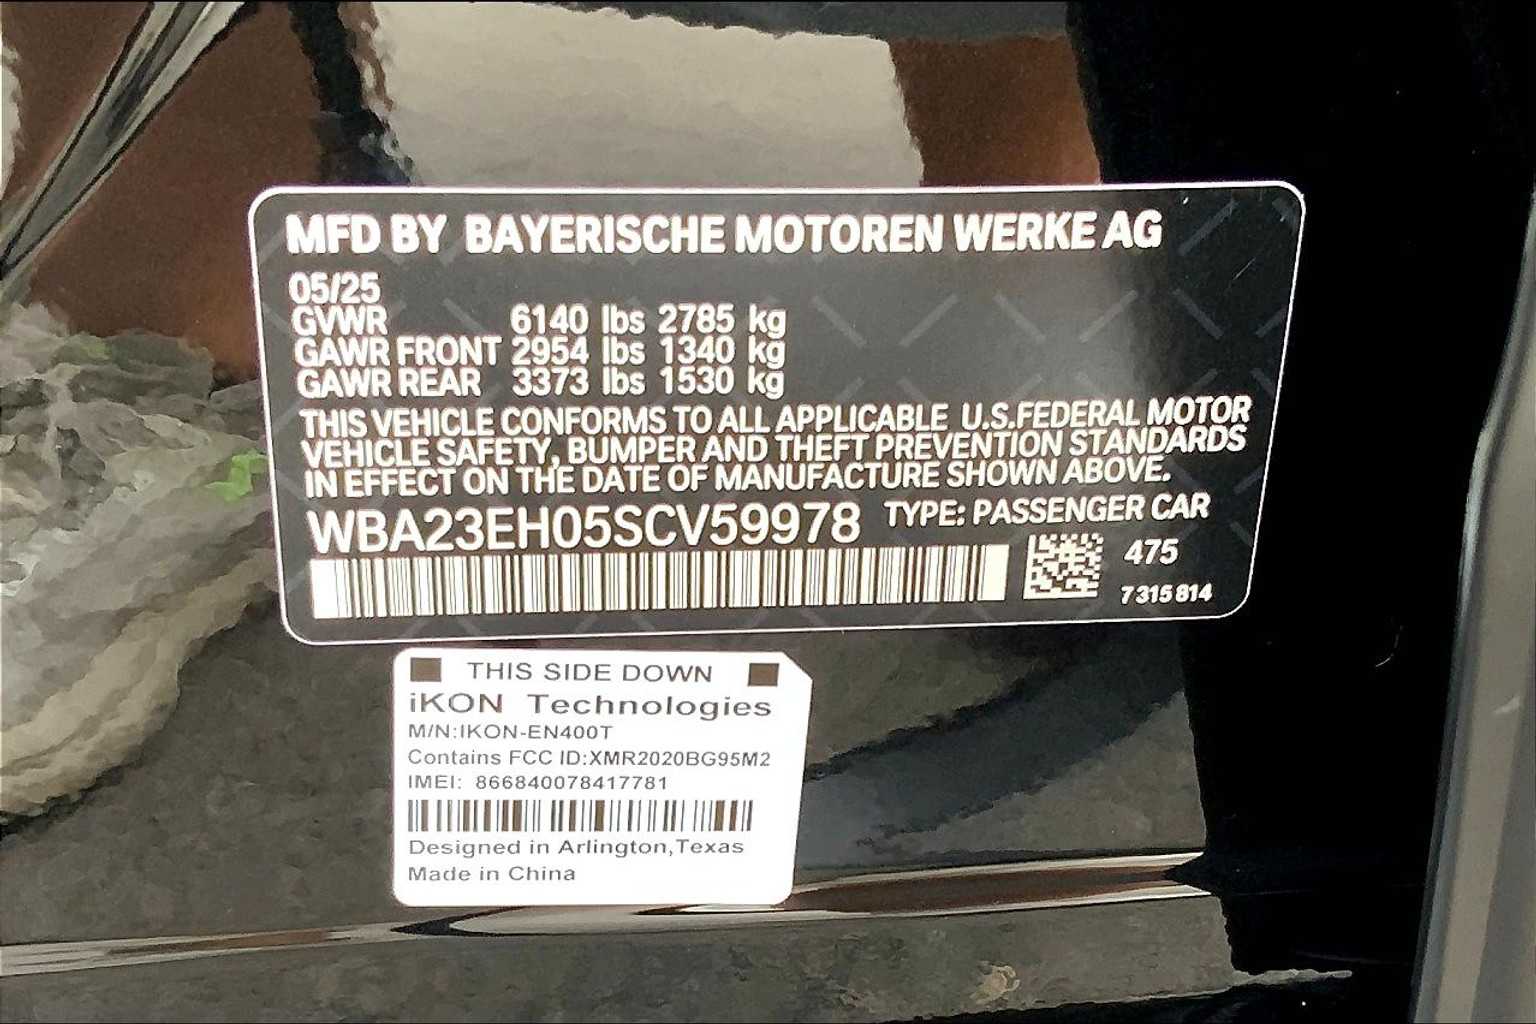 MFD BY BAYERISCHE MOTOREN WERKE AG
05/25
GVWR 6140 lbs 2785 kg
GAWR FRONT 2954 lbs 1340 kg
GAWR REAR 3373 lbs 1530 kg
THIS VEHICLE CONFORMS TO ALL APPLICABLE U.S.FEDERAL MOTOR
VEHICLE SAFETY, BUMPER AND THEFT PREVENTION STANDARDS
IN EFFECT ON THE DATE OF MANUFACTURE SHOWN ABOVE.
WBA23EH05SCV59978 TYPE: PASSENGER CAR
475
7315814
THIS SIDE DOWN
iKON Technologies
M/N:IKON-EN400T
Contains FCC ID:XMR2020BG95M2
IMEI: 866840078417781
Designed in Arlington,Texas
Made in China